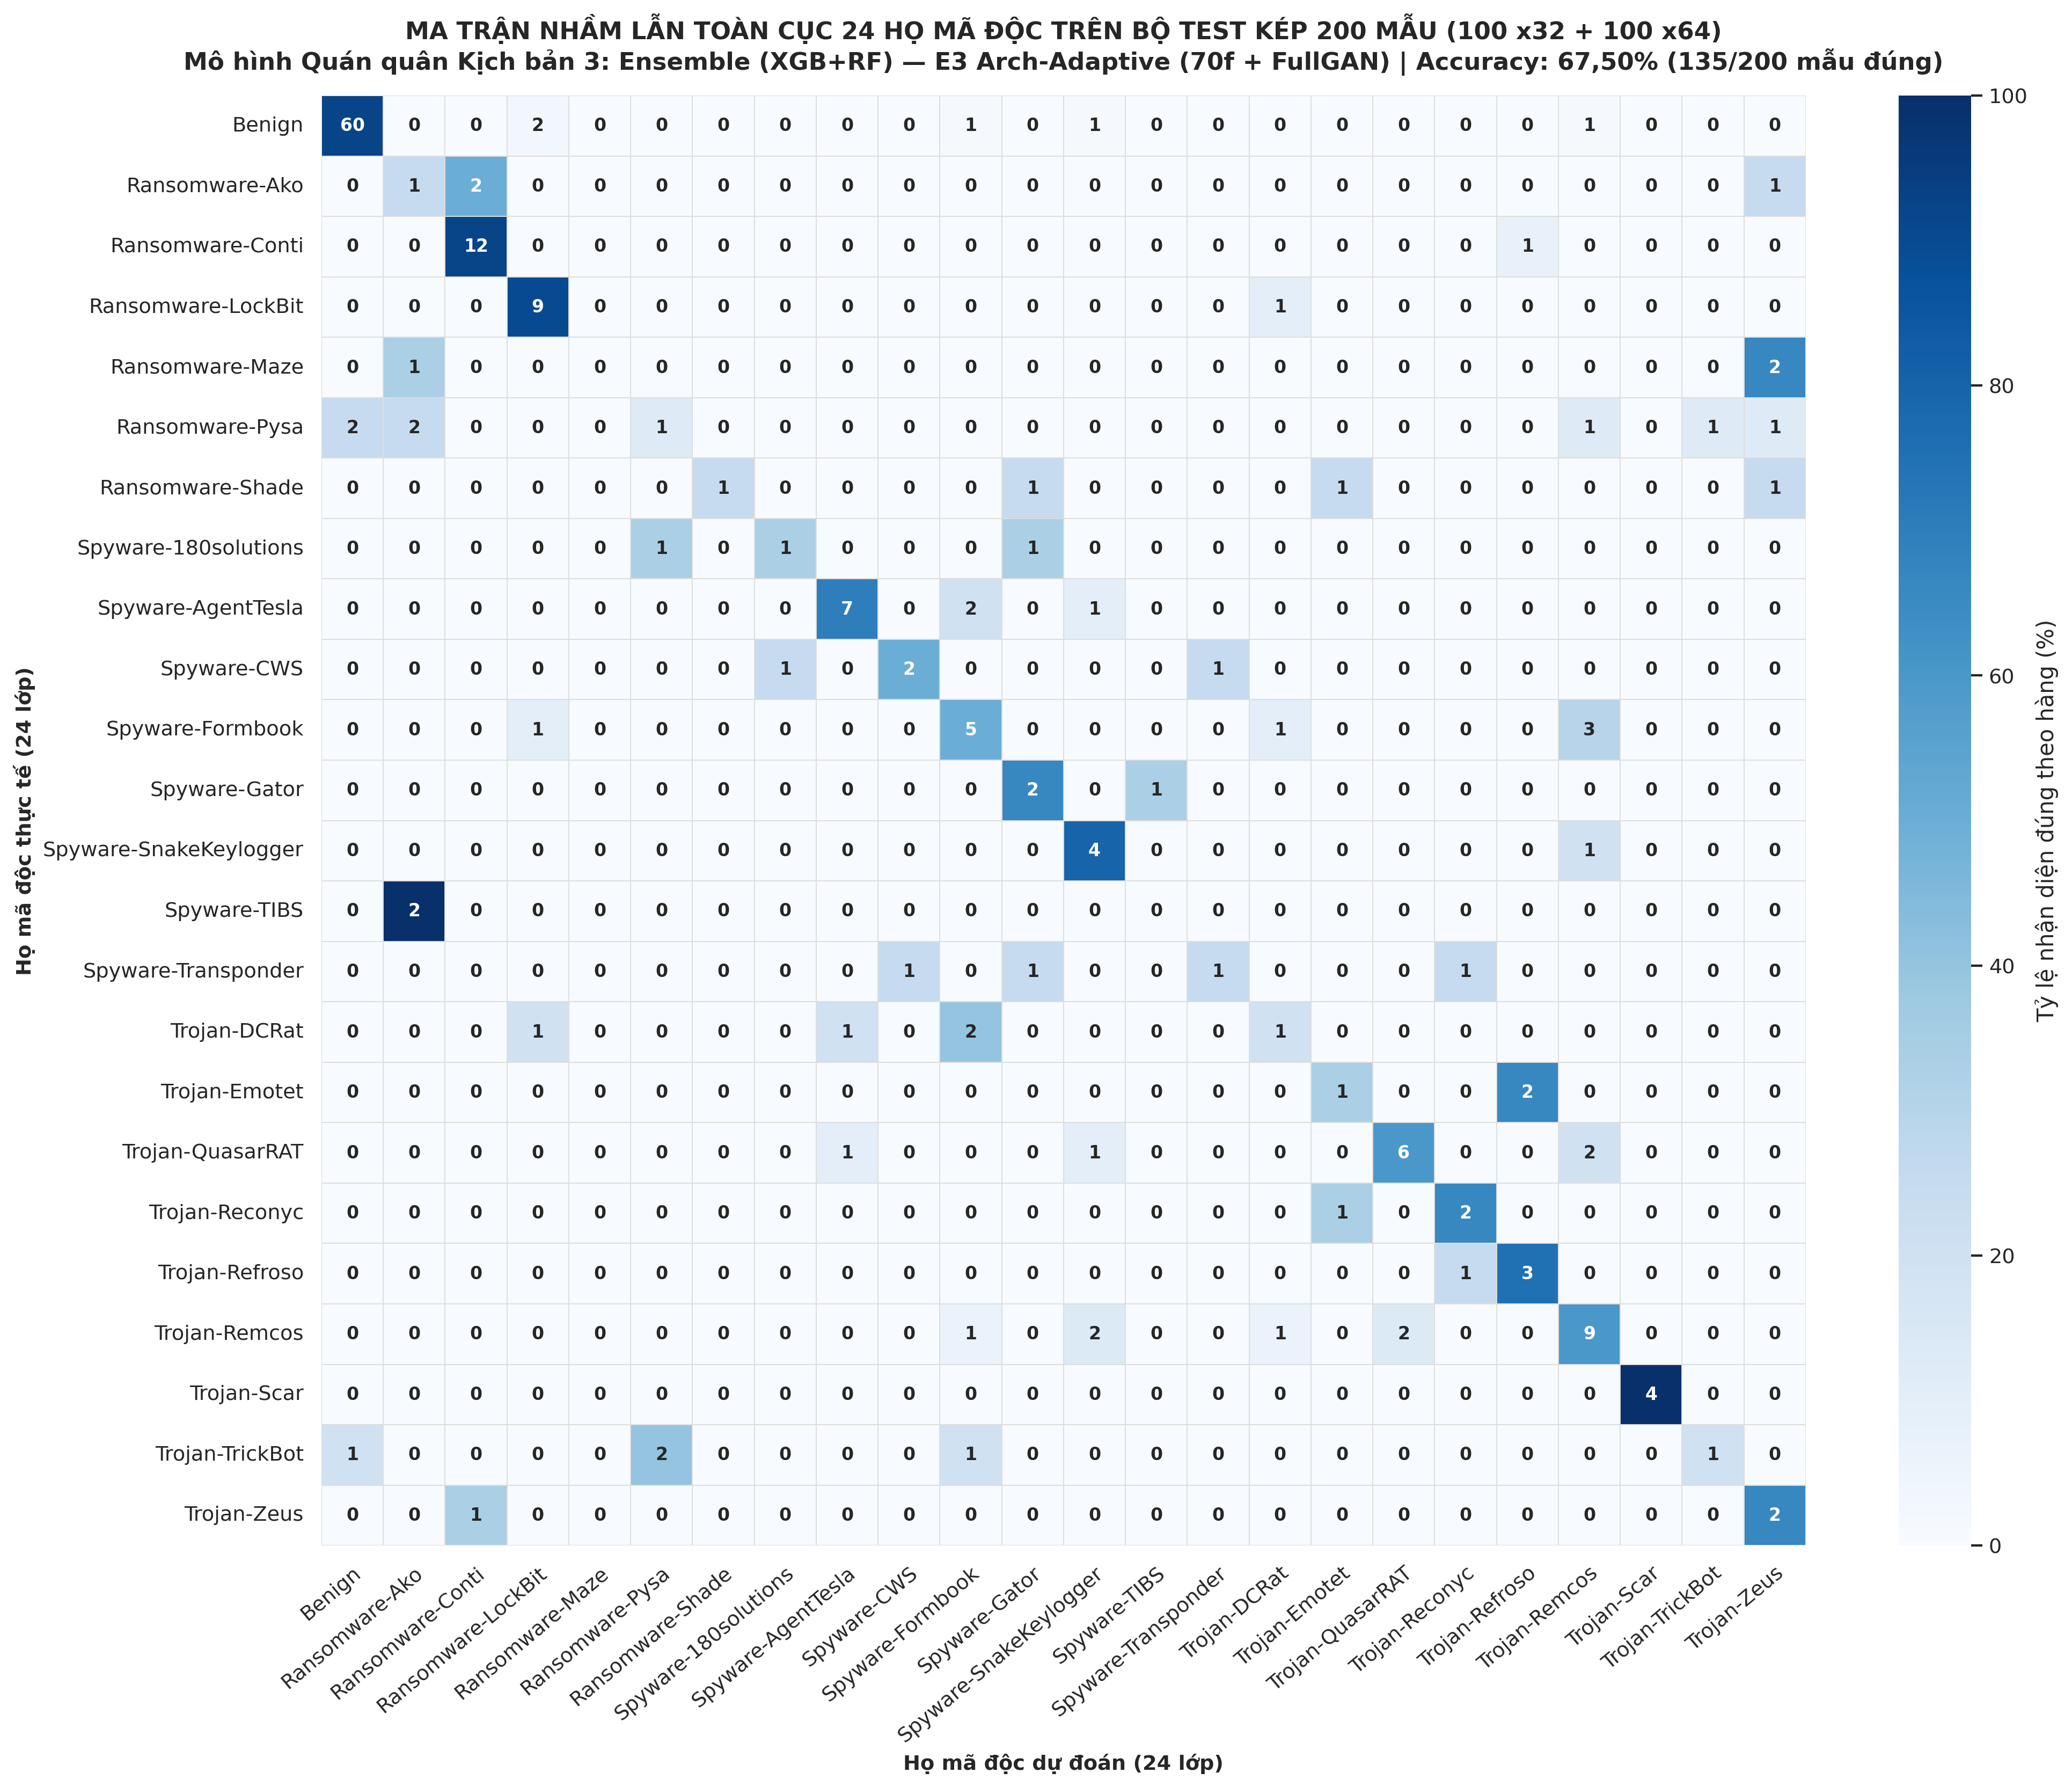 MA TRẬN NHẦM LẪN TOÀN CỤC 24 HỌ MÃ ĐỘC TRÊN BỘ TEST KÉP 200 MẪU (100 x32 + 100 x64)
Mô hình Quán quân Kịch bản 3: Ensemble (XGB+RF) — E3 Arch-Adaptive (70f + FullGAN) | Accuracy: 67,50% (135/200 mẫu đúng)
Họ mã độc thực tế (24 lớp)
Benign 60 0 0 2 0 0 0 0 0 0 1 0 1 0 0 0 0 0 0 0 1 0 0 0
Ransomware-Ako 0 1 2 0 0 0 0 0 0 0 0 0 0 0 0 0 0 0 0 0 0 0 0 1
Ransomware-Conti 0 0 12 0 0 0 0 0 0 0 0 0 0 0 0 0 0 0 0 1 0 0 0 0
Ransomware-LockBit 0 0 0 9 0 0 0 0 0 0 0 0 0 0 0 1 0 0 0 0 0 0 0 0
Ransomware-Maze 0 1 0 0 0 0 0 0 0 0 0 0 0 0 0 0 0 0 0 0 0 0 0 2
Ransomware-Pysa 2 2 0 0 0 1 0 0 0 0 0 0 0 0 0 0 0 0 0 0 1 0 1 1
Ransomware-Shade 0 0 0 0 0 0 1 0 0 0 0 1 0 0 0 0 1 0 0 0 0 0 0 1
Spyware-180solutions 0 0 0 0 0 1 0 1 0 0 0 1 0 0 0 0 0 0 0 0 0 0 0 0
Spyware-AgentTesla 0 0 0 0 0 0 0 0 7 0 2 0 1 0 0 0 0 0 0 0 0 0 0 0
Spyware-CWS 0 0 0 0 0 0 0 1 0 2 0 0 0 0 1 0 0 0 0 0 0 0 0 0
Spyware-Formbook 0 0 0 1 0 0 0 0 0 0 5 0 0 0 0 1 0 0 0 0 3 0 0 0
Spyware-Gator 0 0 0 0 0 0 0 0 0 0 0 2 0 1 0 0 0 0 0 0 0 0 0 0
Spyware-SnakeKeylogger 0 0 0 0 0 0 0 0 0 0 0 0 4 0 0 0 0 0 0 0 1 0 0 0
Spyware-TIBS 0 2 0 0 0 0 0 0 0 0 0 0 0 0 0 0 0 0 0 0 0 0 0 0
Spyware-Transponder 0 0 0 0 0 0 0 0 0 1 0 1 0 0 1 0 0 0 1 0 0 0 0 0
Trojan-DCRat 0 0 0 1 0 0 0 0 1 0 2 0 0 0 0 1 0 0 0 0 0 0 0 0
Trojan-Emotet 0 0 0 0 0 0 0 0 0 0 0 0 0 0 0 0 1 0 0 2 0 0 0 0
Trojan-QuasarRAT 0 0 0 0 0 0 0 0 1 0 0 0 1 0 0 0 0 6 0 0 2 0 0 0
Trojan-Reconyc 0 0 0 0 0 0 0 0 0 0 0 0 0 0 0 0 1 0 2 0 0 0 0 0
Trojan-Refroso 0 0 0 0 0 0 0 0 0 0 0 0 0 0 0 0 0 0 1 3 0 0 0 0
Trojan-Remcos 0 0 0 0 0 0 0 0 0 0 1 0 2 0 0 1 0 2 0 0 9 0 0 0
Trojan-Scar 0 0 0 0 0 0 0 0 0 0 0 0 0 0 0 0 0 0 0 0 0 4 0 0
Trojan-TrickBot 1 0 0 0 0 2 0 0 0 0 1 0 0 0 0 0 0 0 0 0 0 0 1 0
Trojan-Zeus 0 0 1 0 0 0 0 0 0 0 0 0 0 0 0 0 0 0 0 0 0 0 0 2
Benign
Ransomware-Ako
Ransomware-Conti
Ransomware-LockBit
Ransomware-Maze
Ransomware-Pysa
Ransomware-Shade
Spyware-180solutions
Spyware-AgentTesla
Spyware-CWS
Spyware-Formbook
Spyware-Gator
Spyware-SnakeKeylogger
Spyware-TIBS
Spyware-Transponder
Trojan-DCRat
Trojan-Emotet
Trojan-QuasarRAT
Trojan-Reconyc
Trojan-Refroso
Trojan-Remcos
Trojan-Scar
Trojan-TrickBot
Trojan-Zeus
Họ mã độc dự đoán (24 lớp)
100
80
60
40
20
0
Tỷ lệ nhận diện đúng theo hàng (%)